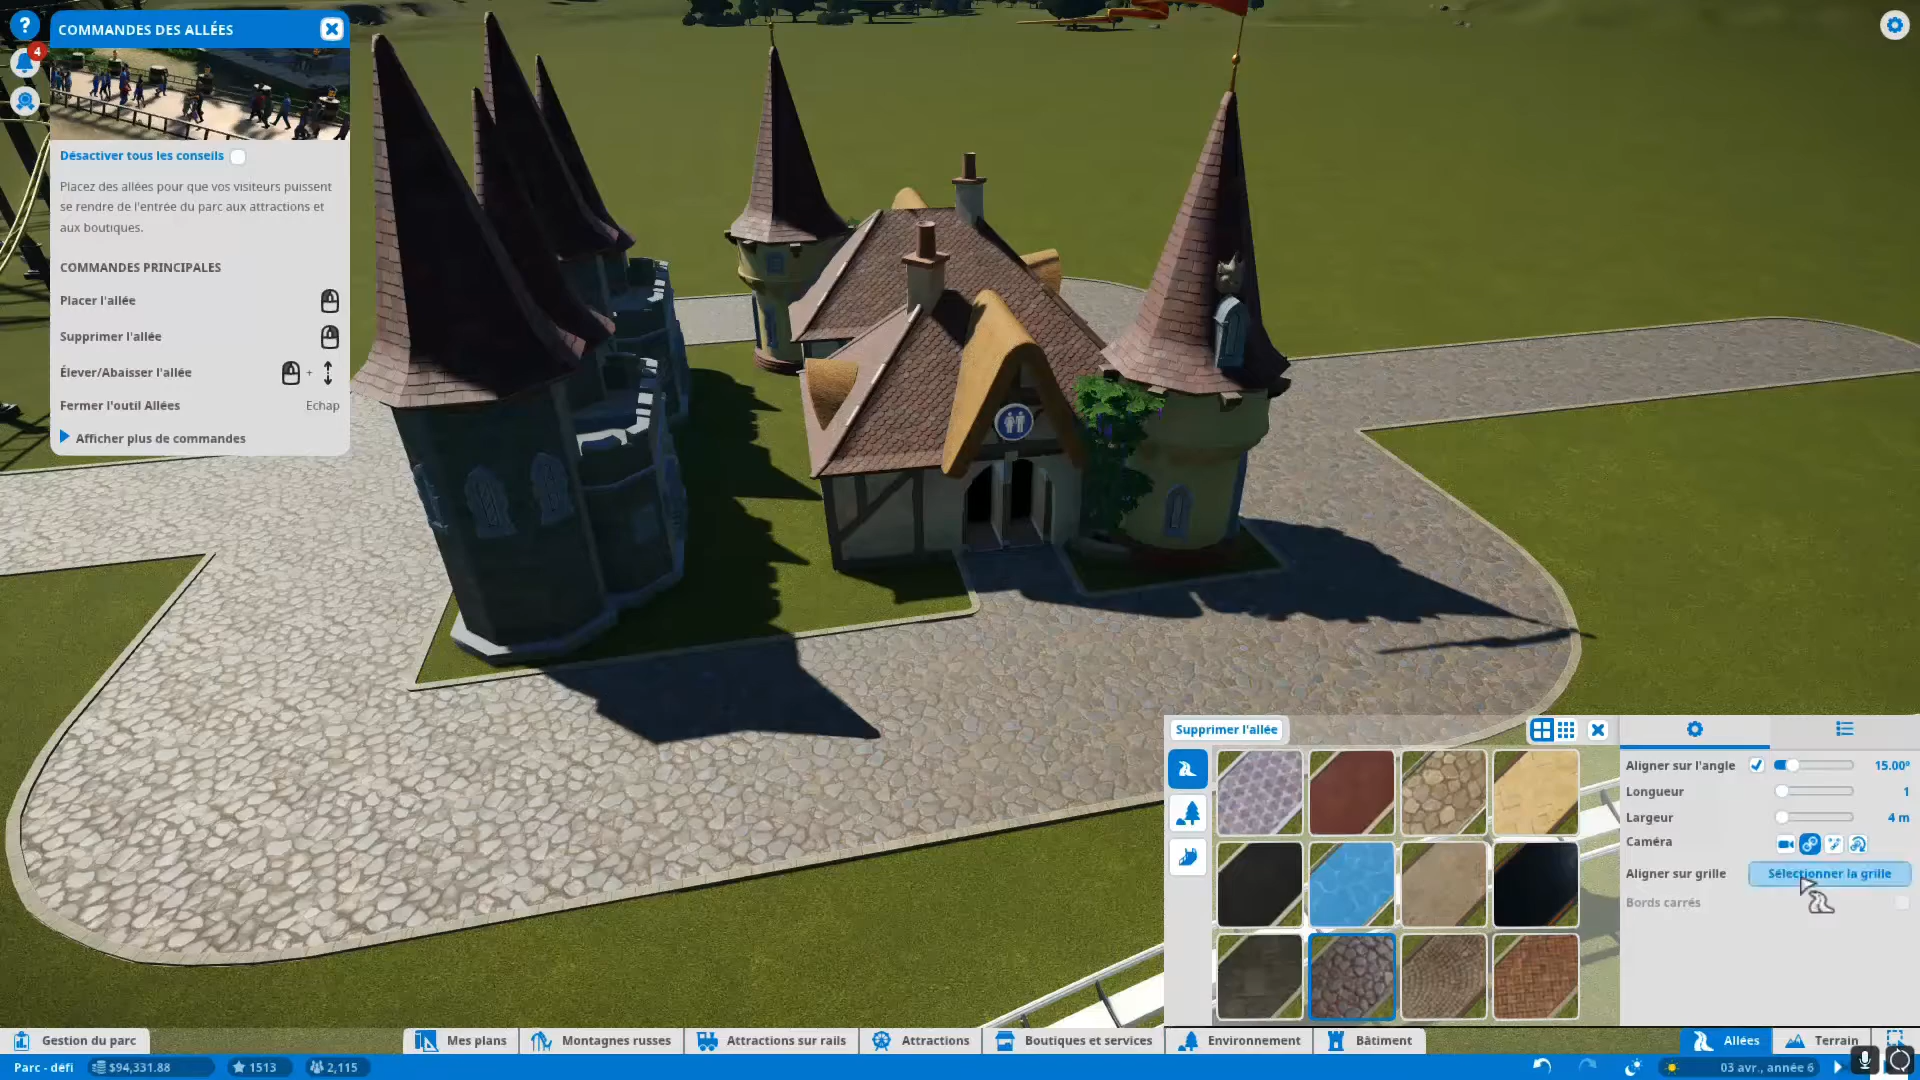 ?
COMMANDES DES ALLÉES
4
Désactiver tous les conseils
Placez des allées pour que vos visiteurs puissent
se rendre de l'entrée du parc aux attractions et
aux boutiques.
COMMANDES PRINCIPALES
Placer l'allée
Supprimer l'allée
Élever/Abaisser l'allée +
Fermer l'outil Allées Echap
Afficher plus de commandes
Supprimer l'allée
Aligner sur l'angle 15.00°
Longueur 1
Largeur 4 m
Caméra
Aligner sur grille Sélectionner la grille
Bords carrés
Gestion du parc Mes plans Montagnes russes Attractions sur rails Attractions Boutiques et services Environnement Bâtiment Allées Terrain
Parc - défi $94,331.88 1513 2,115 03 avr., année 6